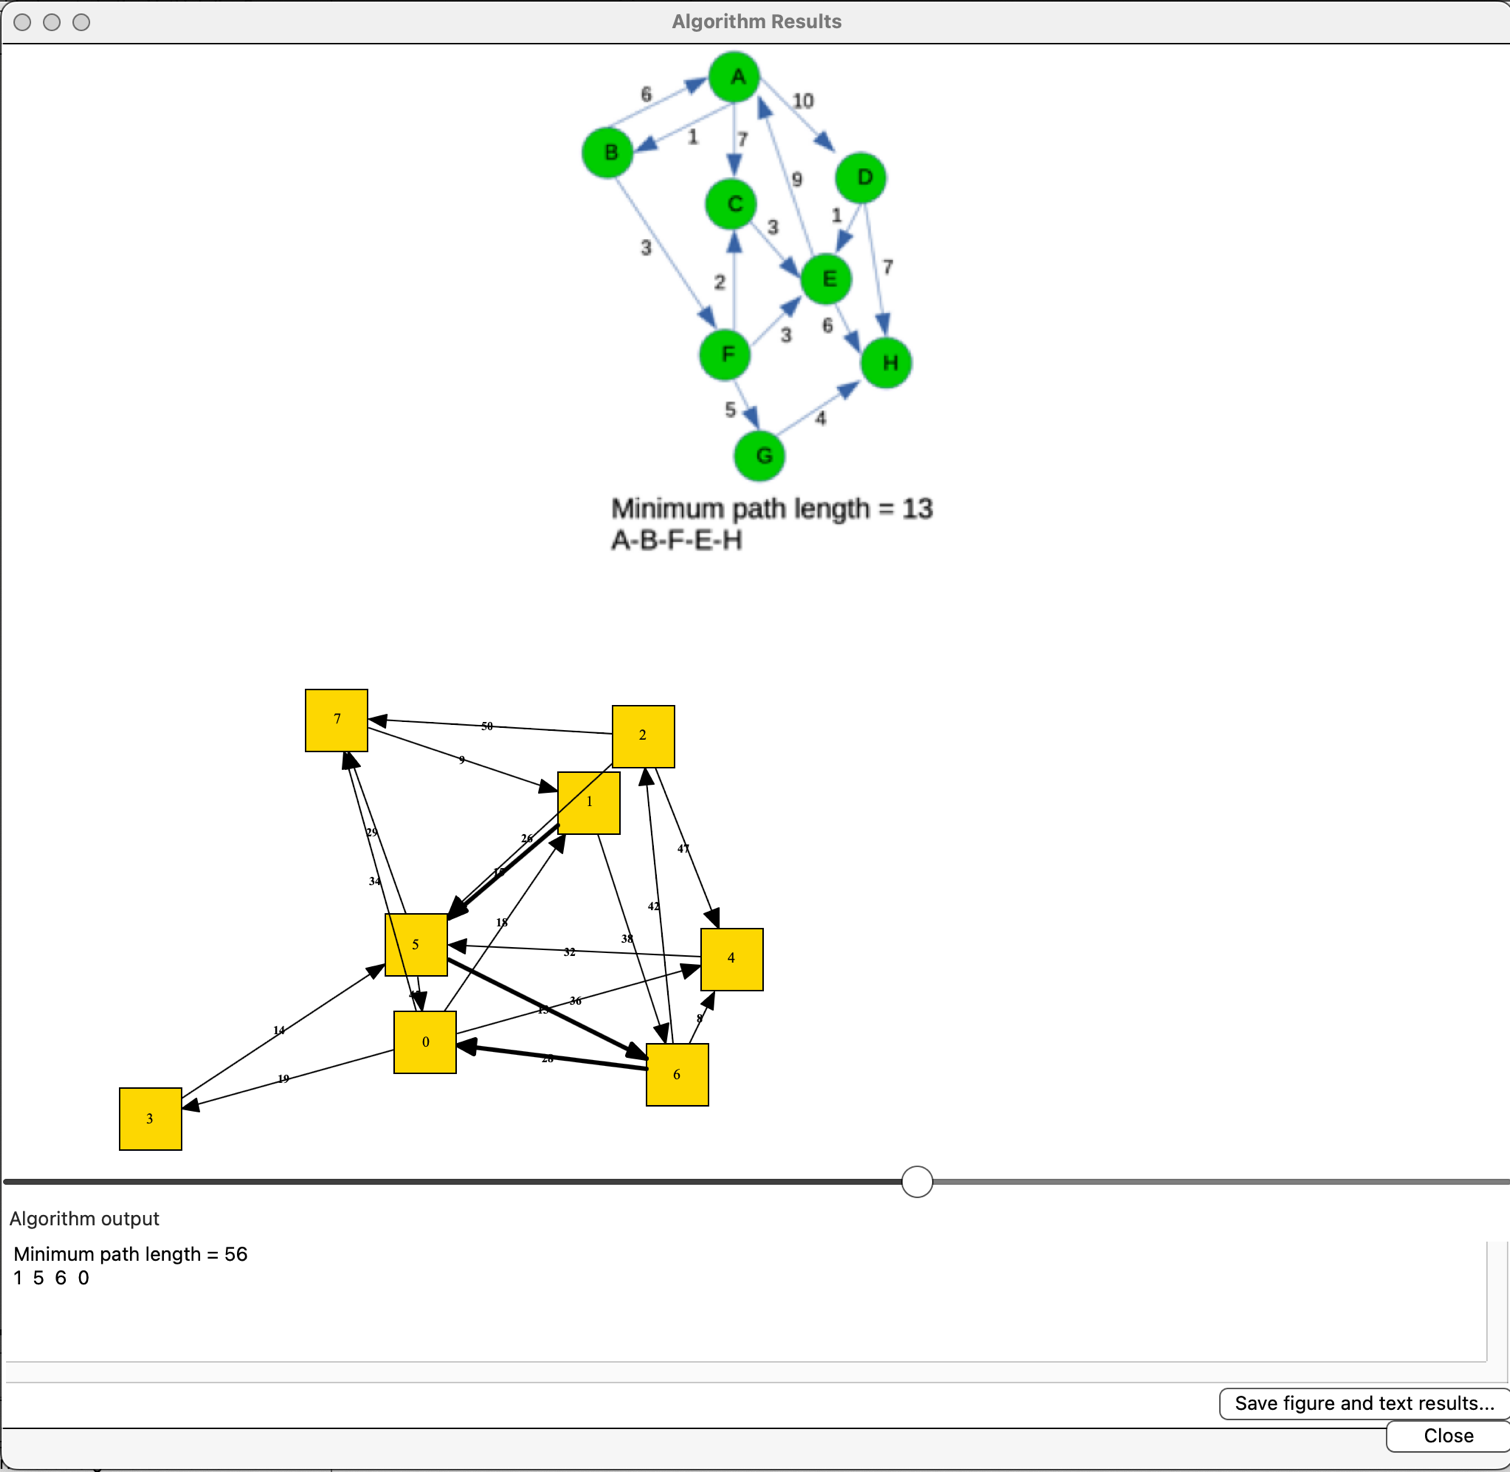 Algorithm Results
A
6
10
1
7
B
9
D
C
1
3
3
7
2
E
6
3
F
H
5
4
G
Minimum path length = 13
A-B-F-E-H
7
2
50
9
1
29
26
47
34
42
18
38
5
32
4
36
14
8
0
28
6
19
3
Algorithm output
Minimum path length = 56
1 5 6 0
Save figure and text results...
Close